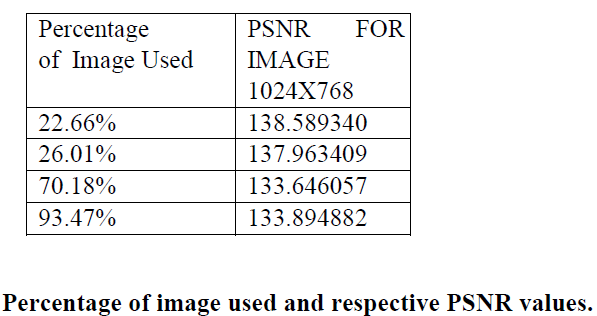 Percentage PSNR FOR
of Image Used IMAGE
1024X768
22.66% 138.589340
26.01% 137.963409
70.18% 133.646057
93.47% 133.894882
Percentage of image used and respective PSNR values.